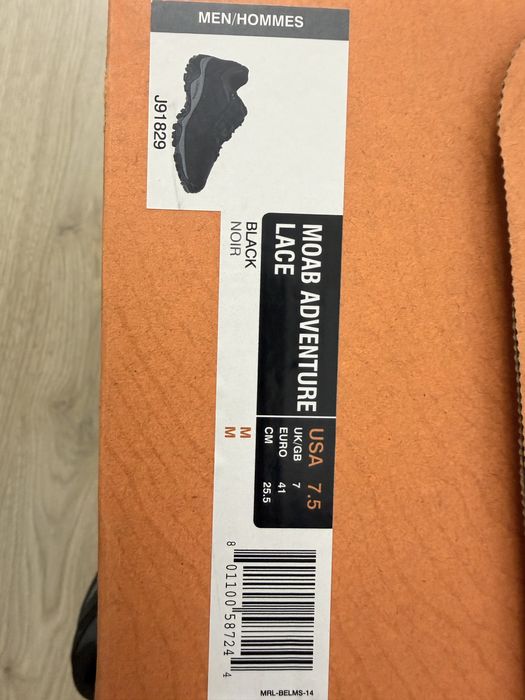 MEN/HOMMES
J91829
MOAB ADVENTURE
LACE
BLACK
NOIR
USA 7.5
UK/GB 7
EURO 41
CM 25.5
M
M
8 01100 58724 4
MRL-BELMS-14